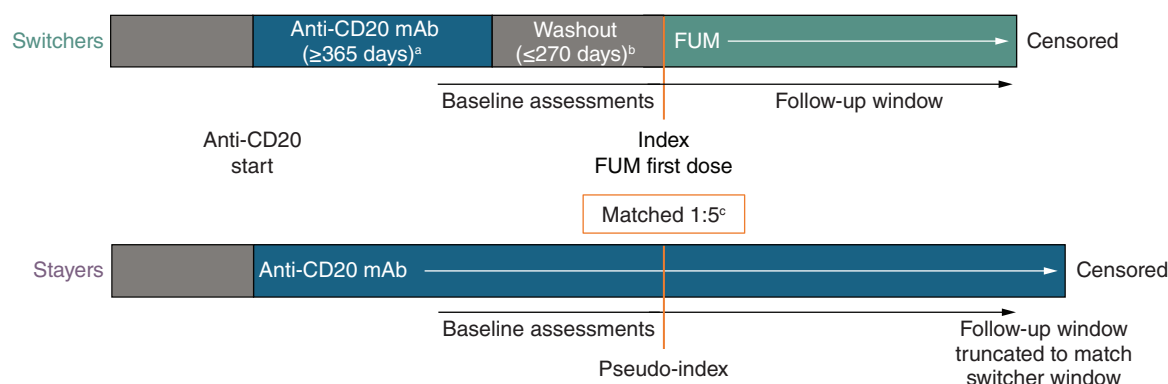 Switchers
Anti-CD20 mAb
(≥365 days)ᵃ
Washout
(≤270 days)ᵇ
FUM
Censored
Baseline assessments
Follow-up window
Anti-CD20
start
Index
FUM first dose
Matched 1:5ᶜ
Stayers
Anti-CD20 mAb
Censored
Baseline assessments
Follow-up window
truncated to match
switcher window
Pseudo-index